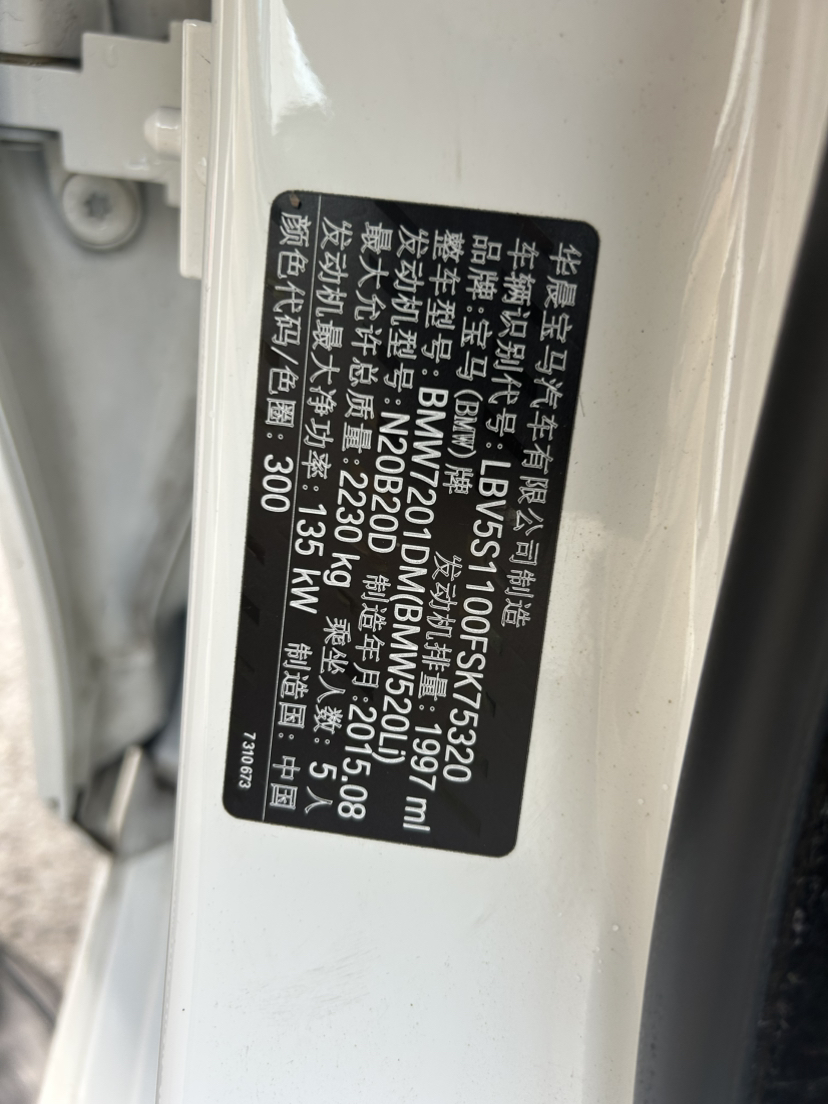 华晨宝马汽车有限公司制造
车辆识别代号: LBV5S1100FSK75320
品牌: 宝马 (BMW) 牌 发动机排量: 1997 ml
整车型号: BMW7201DM(BMW520Li)
发动机型号: N20B20D 制造年月: 2015.08
最大允许总质量: 2230 kg 乘坐人数: 5 人
发动机最大净功率: 135 kW 制造国: 中国
颜色代码/色圈: 300
7310673